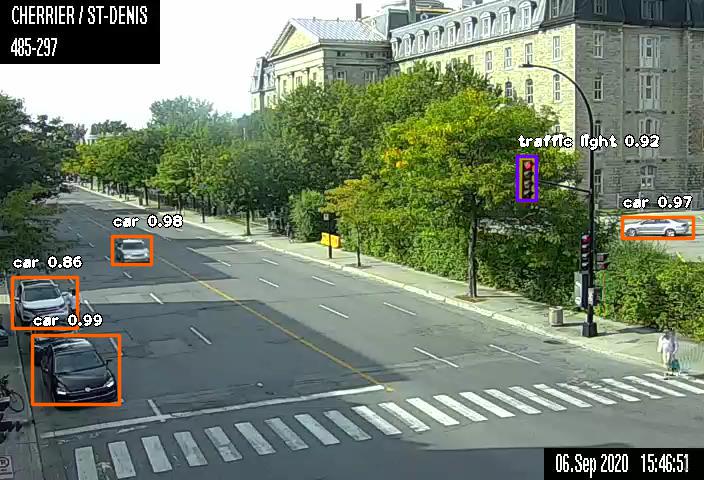 CHERRIER / ST-DENIS
485-297
traffic light 0.92
car 0.97
car 0.98
car 0.86
car 0.99
06.Sep 2020 15:46:51